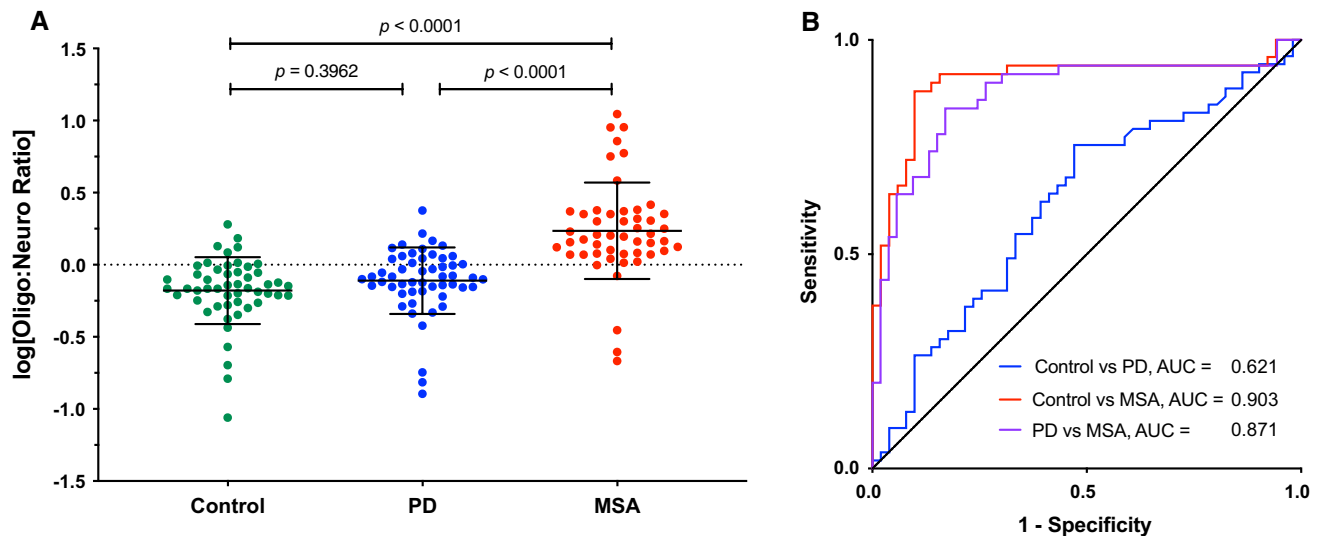 A
p < 0.0001
p = 0.3962
p < 0.0001
log[Oligo:Neuro Ratio]
1.5
1.0
0.5
0.0
-0.5
-1.0
-1.5
Control
PD
MSA
B
Sensitivity
1.0
0.5
0.0
Control vs PD, AUC = 0.621
Control vs MSA, AUC = 0.903
PD vs MSA, AUC = 0.871
0.0
0.5
1.0
1 - Specificity